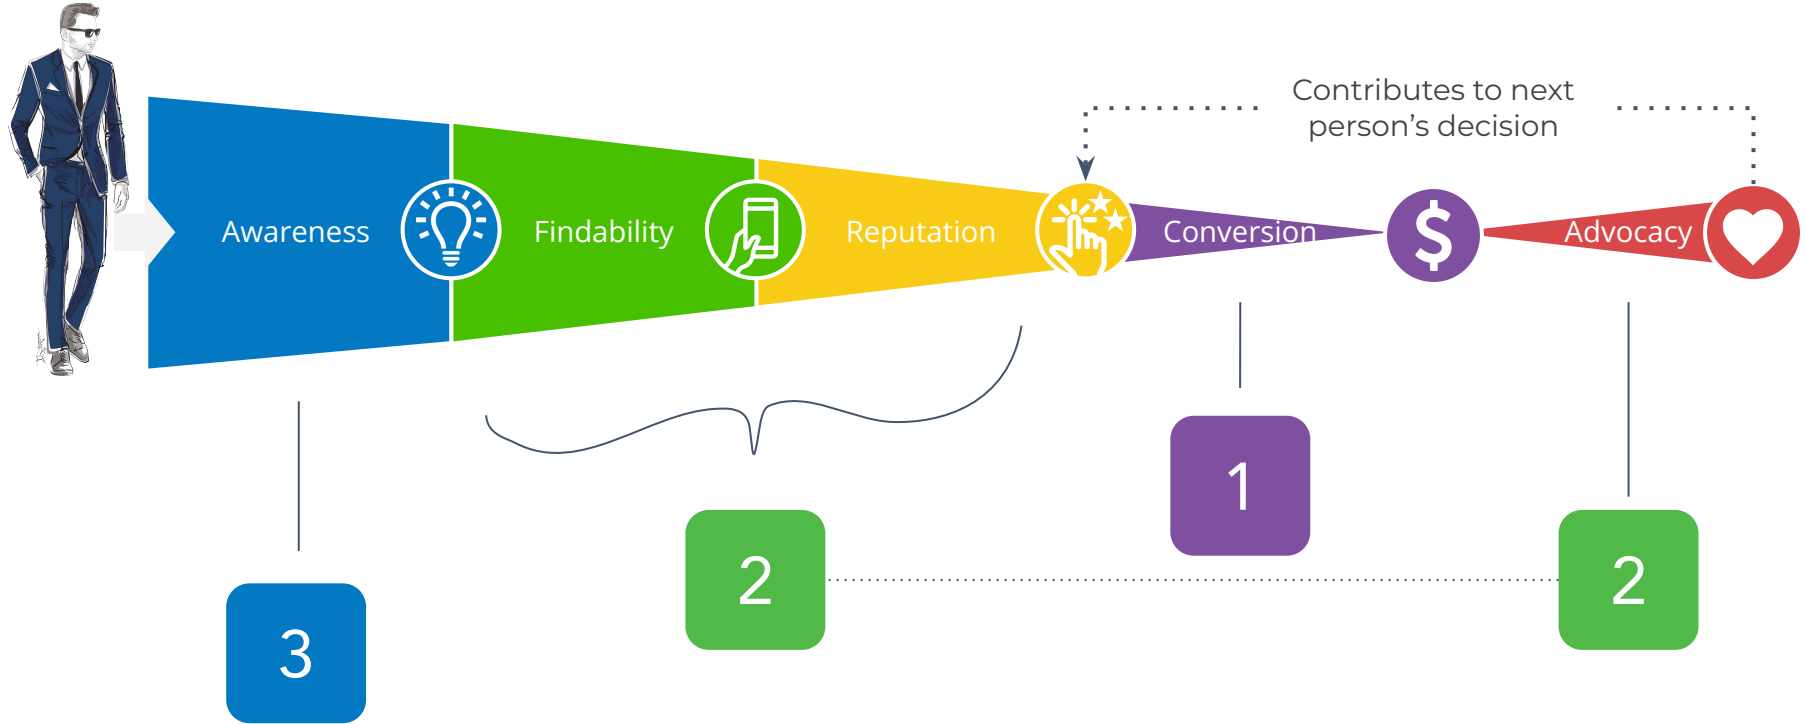 Contributes to next
person’s decision
Awareness
Findability
Reputation
Conversion
$
Advocacy
1
2
2
3